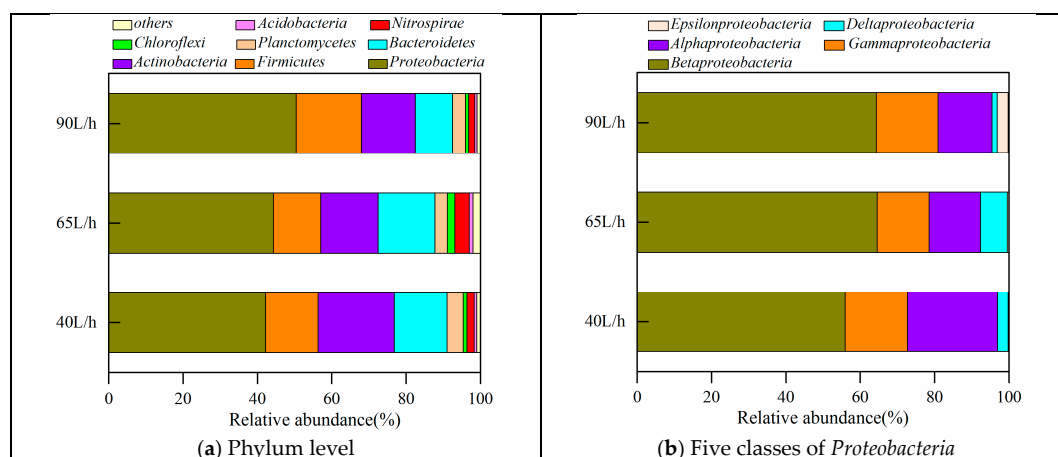 others Acidobacteria Nitrospirae
Chloroflexi Planctomycetes Bacteroidetes
Actinobacteria Firmicutes Proteobacteria
90L/h
65L/h
40L/h
0 20 40 60 80 100
Relative abundance(%)
(a) Phylum level
Epsilonproteobacteria Deltaproteobacteria
Alphaproteobacteria Gammaproteobacteria
Betaproteobacteria
90L/h
65L/h
40L/h
0 20 40 60 80 100
Relative abundance(%)
(b) Five classes of Proteobacteria